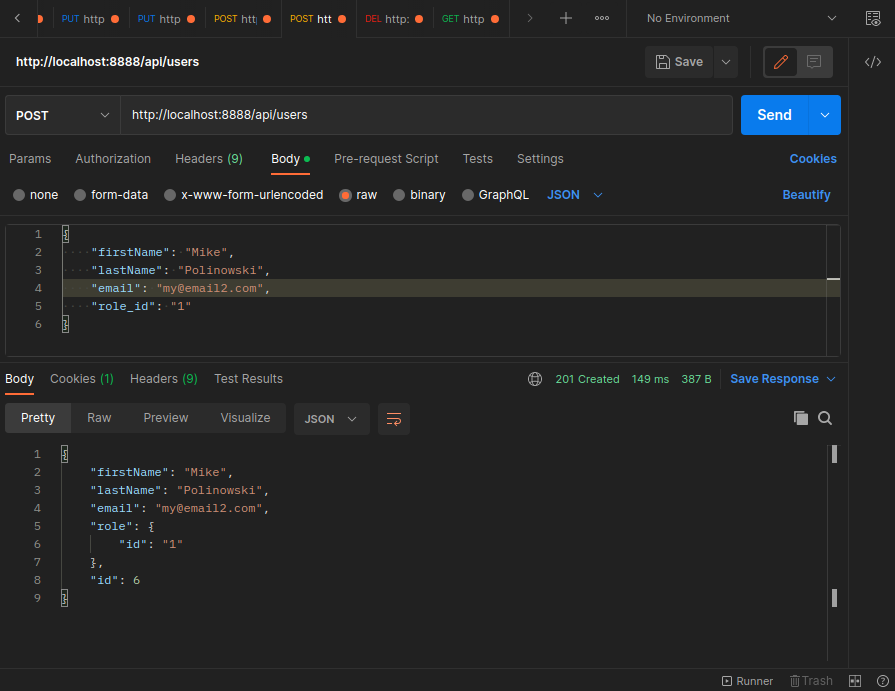 PUT http PUT http POST htt POST htt DEL http: GET http No Environment
http://localhost:8888/api/users Save
POST http://localhost:8888/api/users Send
Params Authorization Headers (9) Body Pre-request Script Tests Settings Cookies
none form-data x-www-form-urlencoded raw binary GraphQL JSON Beautify
1 {
2 "firstName": "Mike",
3 "lastName": "Polinowski",
4 "email": "my@email2.com",
5 "role_id": "1"
6 }
Body Cookies (1) Headers (9) Test Results 201 Created 149 ms 387 B Save Response
Pretty Raw Preview Visualize JSON
1 {
2 "firstName": "Mike",
3 "lastName": "Polinowski",
4 "email": "my@email2.com",
5 "role": {
6 "id": "1"
7 },
8 "id": 6
9 }
Runner Trash